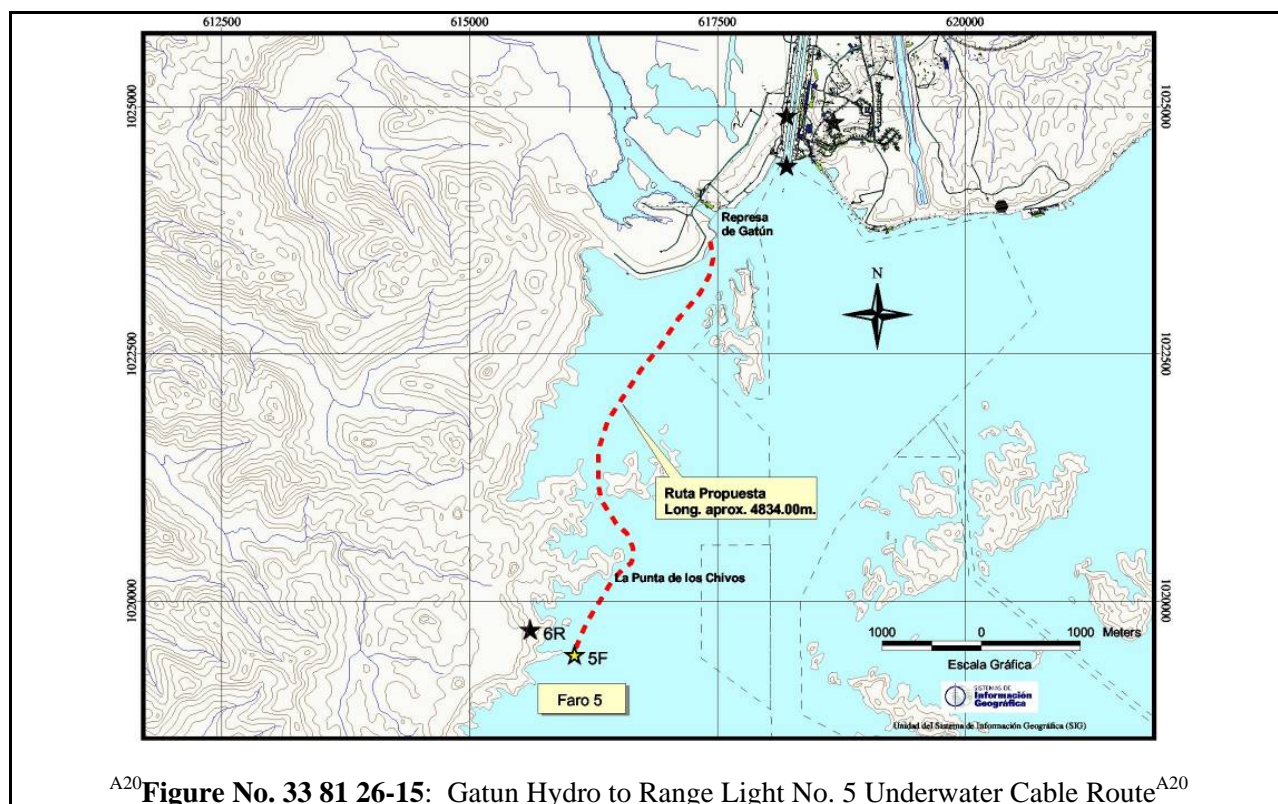 612500 615000 617500 620000
1025000 1025000
Represa
de Gatún
N
1022500 1022500
Ruta Propuesta
Long. aprox. 4834.00m.
La Punta de los Chivos
1020000 1020000
6R
5F
Faro 5
1000 0 1000 Meters
Escala Gráfica
SISTEMAS DE
Información
Geográfica
Unidad del Sistema de Información Geográfica (SIG)
A20Figure No. 33 81 26-15: Gatun Hydro to Range Light No. 5 Underwater Cable RouteA20